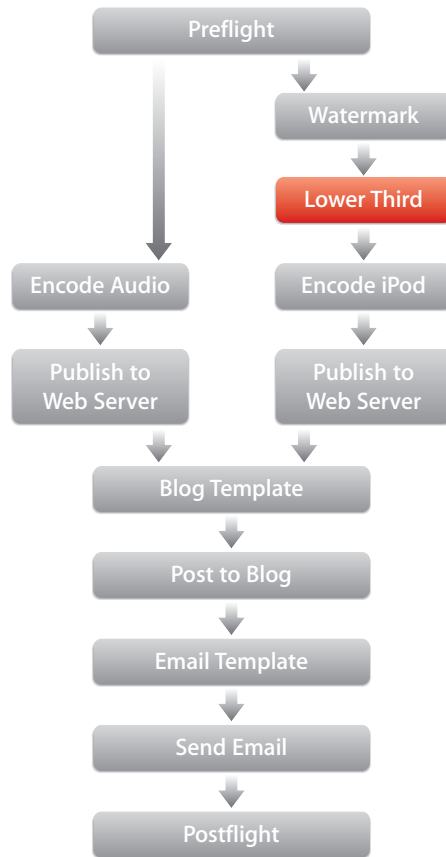 Preflight
Watermark
Lower Third
Encode Audio
Encode iPod
Publish to
Web Server
Publish to
Web Server
Blog Template
Post to Blog
Email Template
Send Email
Postflight